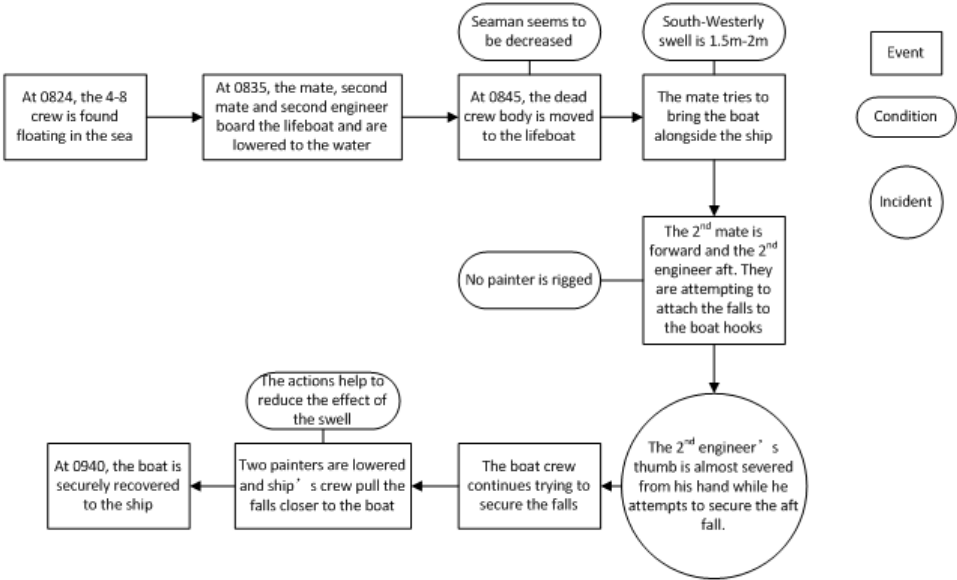 Seaman seems
to be decreased
South-Westerly
swell is 1.5m-2m
Event
At 0824, the 4-8
crew is found
floating in the sea
At 0835, the mate, second
mate and second engineer
board the lifeboat and are
lowered to the water
At 0845, the dead
crew body is moved
to the lifeboat
The mate tries to
bring the boat
alongside the ship
Condition
Incident
The 2nd mate is
forward and the 2nd
engineer aft. They
are attempting to
attach the falls to
the boat hooks
No painter is rigged
The actions help to
reduce the effect of
the swell
The 2nd engineer's
thumb is almost severed
from his hand while he
attempts to secure the aft
fall.
The boat crew
continues trying to
secure the falls
Two painters are lowered
and ship's crew pull the
falls closer to the boat
At 0940, the boat is
securely recovered
to the ship